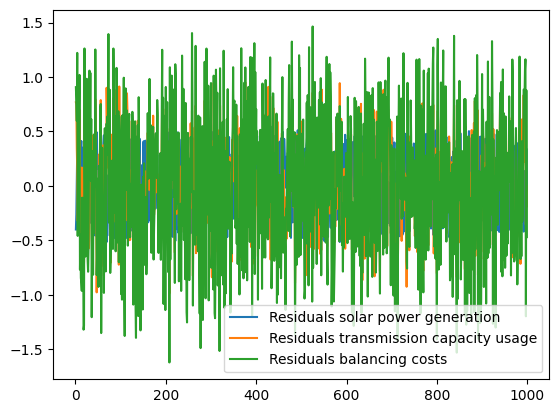 1.5
1.0
0.5
0.0
−0.5
−1.0
−1.5
Residuals solar power generation
Residuals transmission capacity usage
Residuals balancing costs
0 200 400 600 800 1000